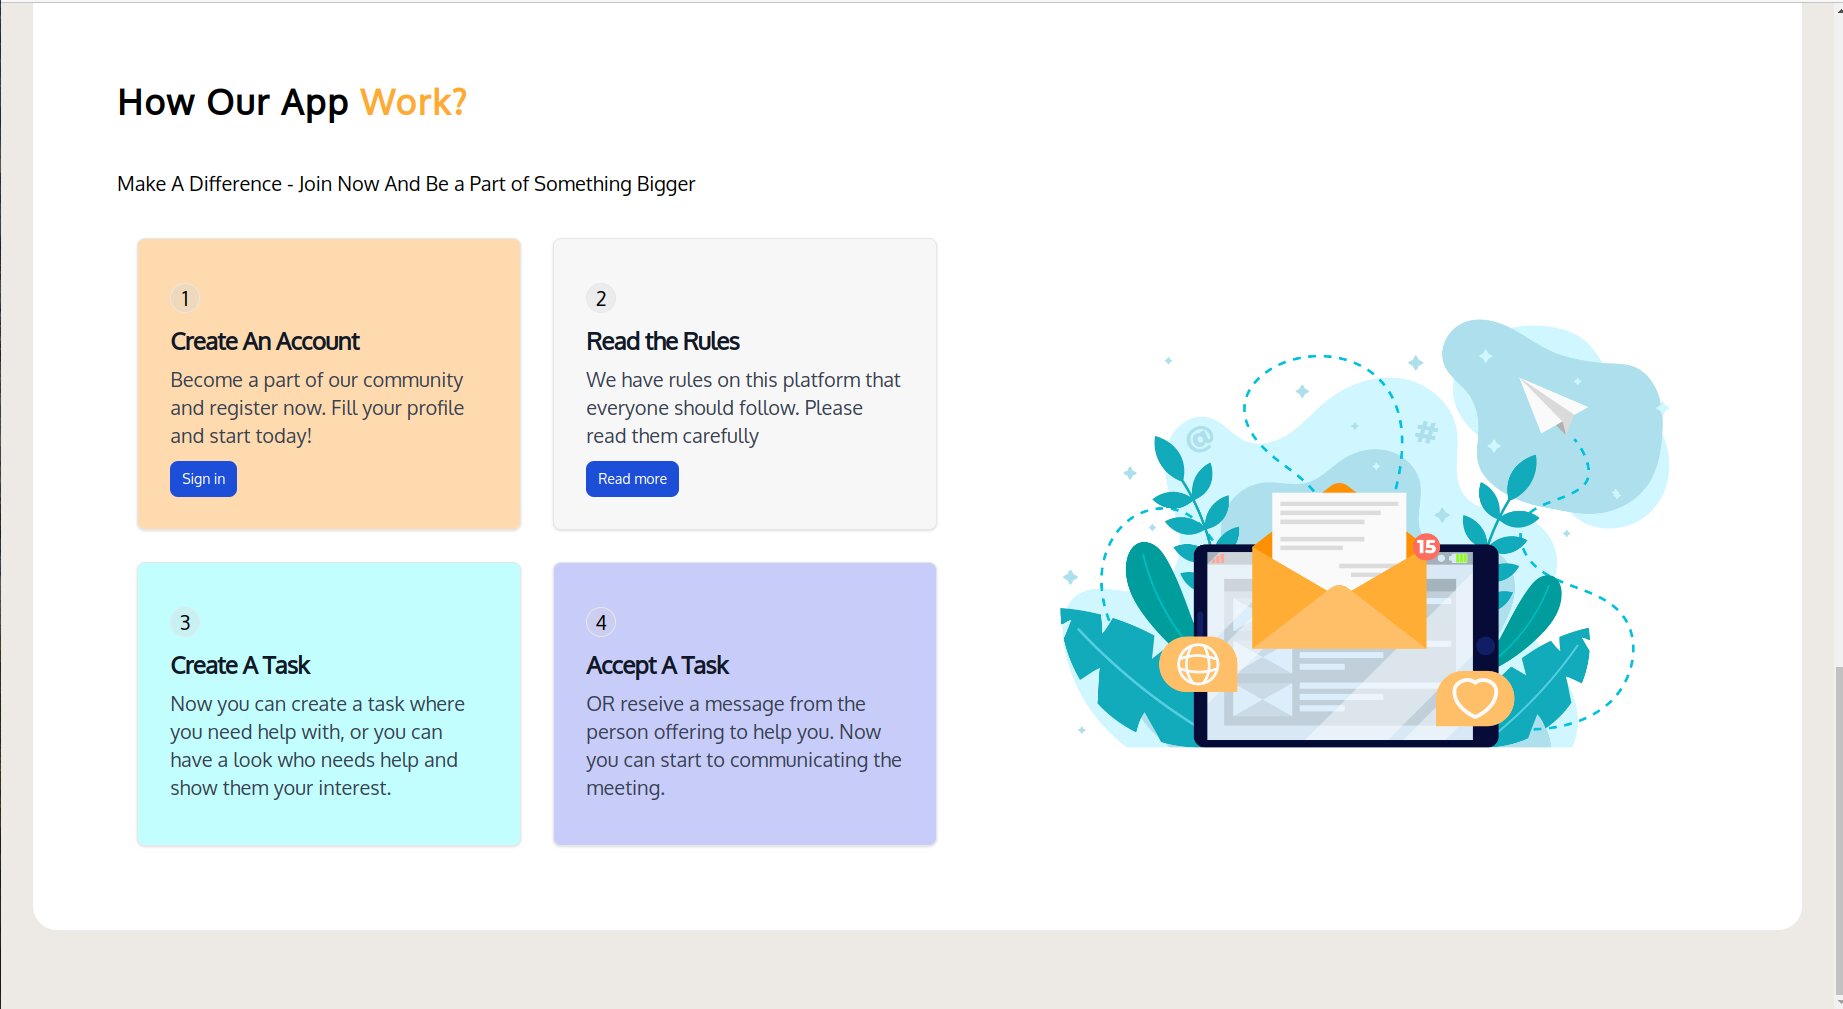 How Our App Work?
Make A Difference - Join Now And Be a Part of Something Bigger
1
Create An Account
Become a part of our community
and register now. Fill your profile
and start today!
Sign in
2
Read the Rules
We have rules on this platform that
everyone should follow. Please
read them carefully
Read more
3
Create A Task
Now you can create a task where
you need help with, or you can
have a look who needs help and
show them your interest.
4
Accept A Task
OR reseive a message from the
person offering to help you. Now
you can start to communicating the
meeting.
@
#
15